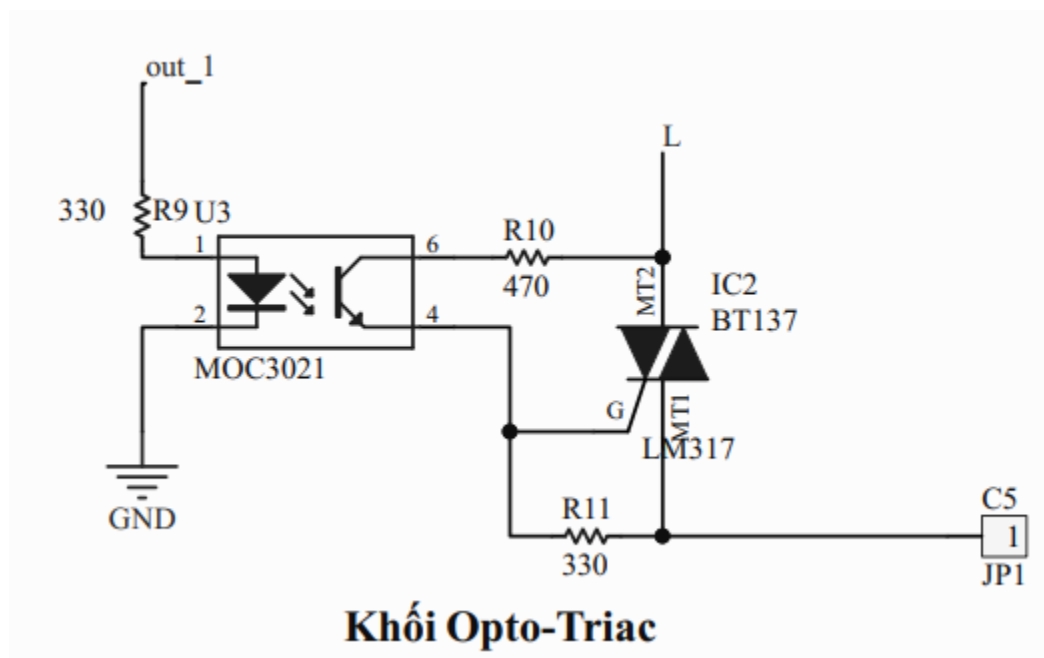 out_1
L
330
R9 U3
R10
1
6
470
MT2
IC2
BT137
2
4
MOC3021
G
MT1
LM317
GND
R11
330
C5
1
JP1
Khối Opto-Triac